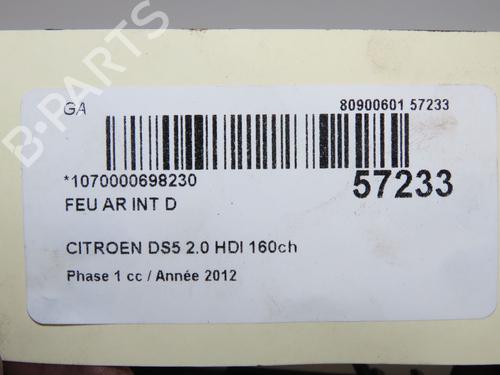 GA
80900601 57233
*1070000698230
57233
FEU AR INT D
CITROEN DS5 2.0 HDI 160ch
Phase 1 cc / Année 2012
B-PARTS